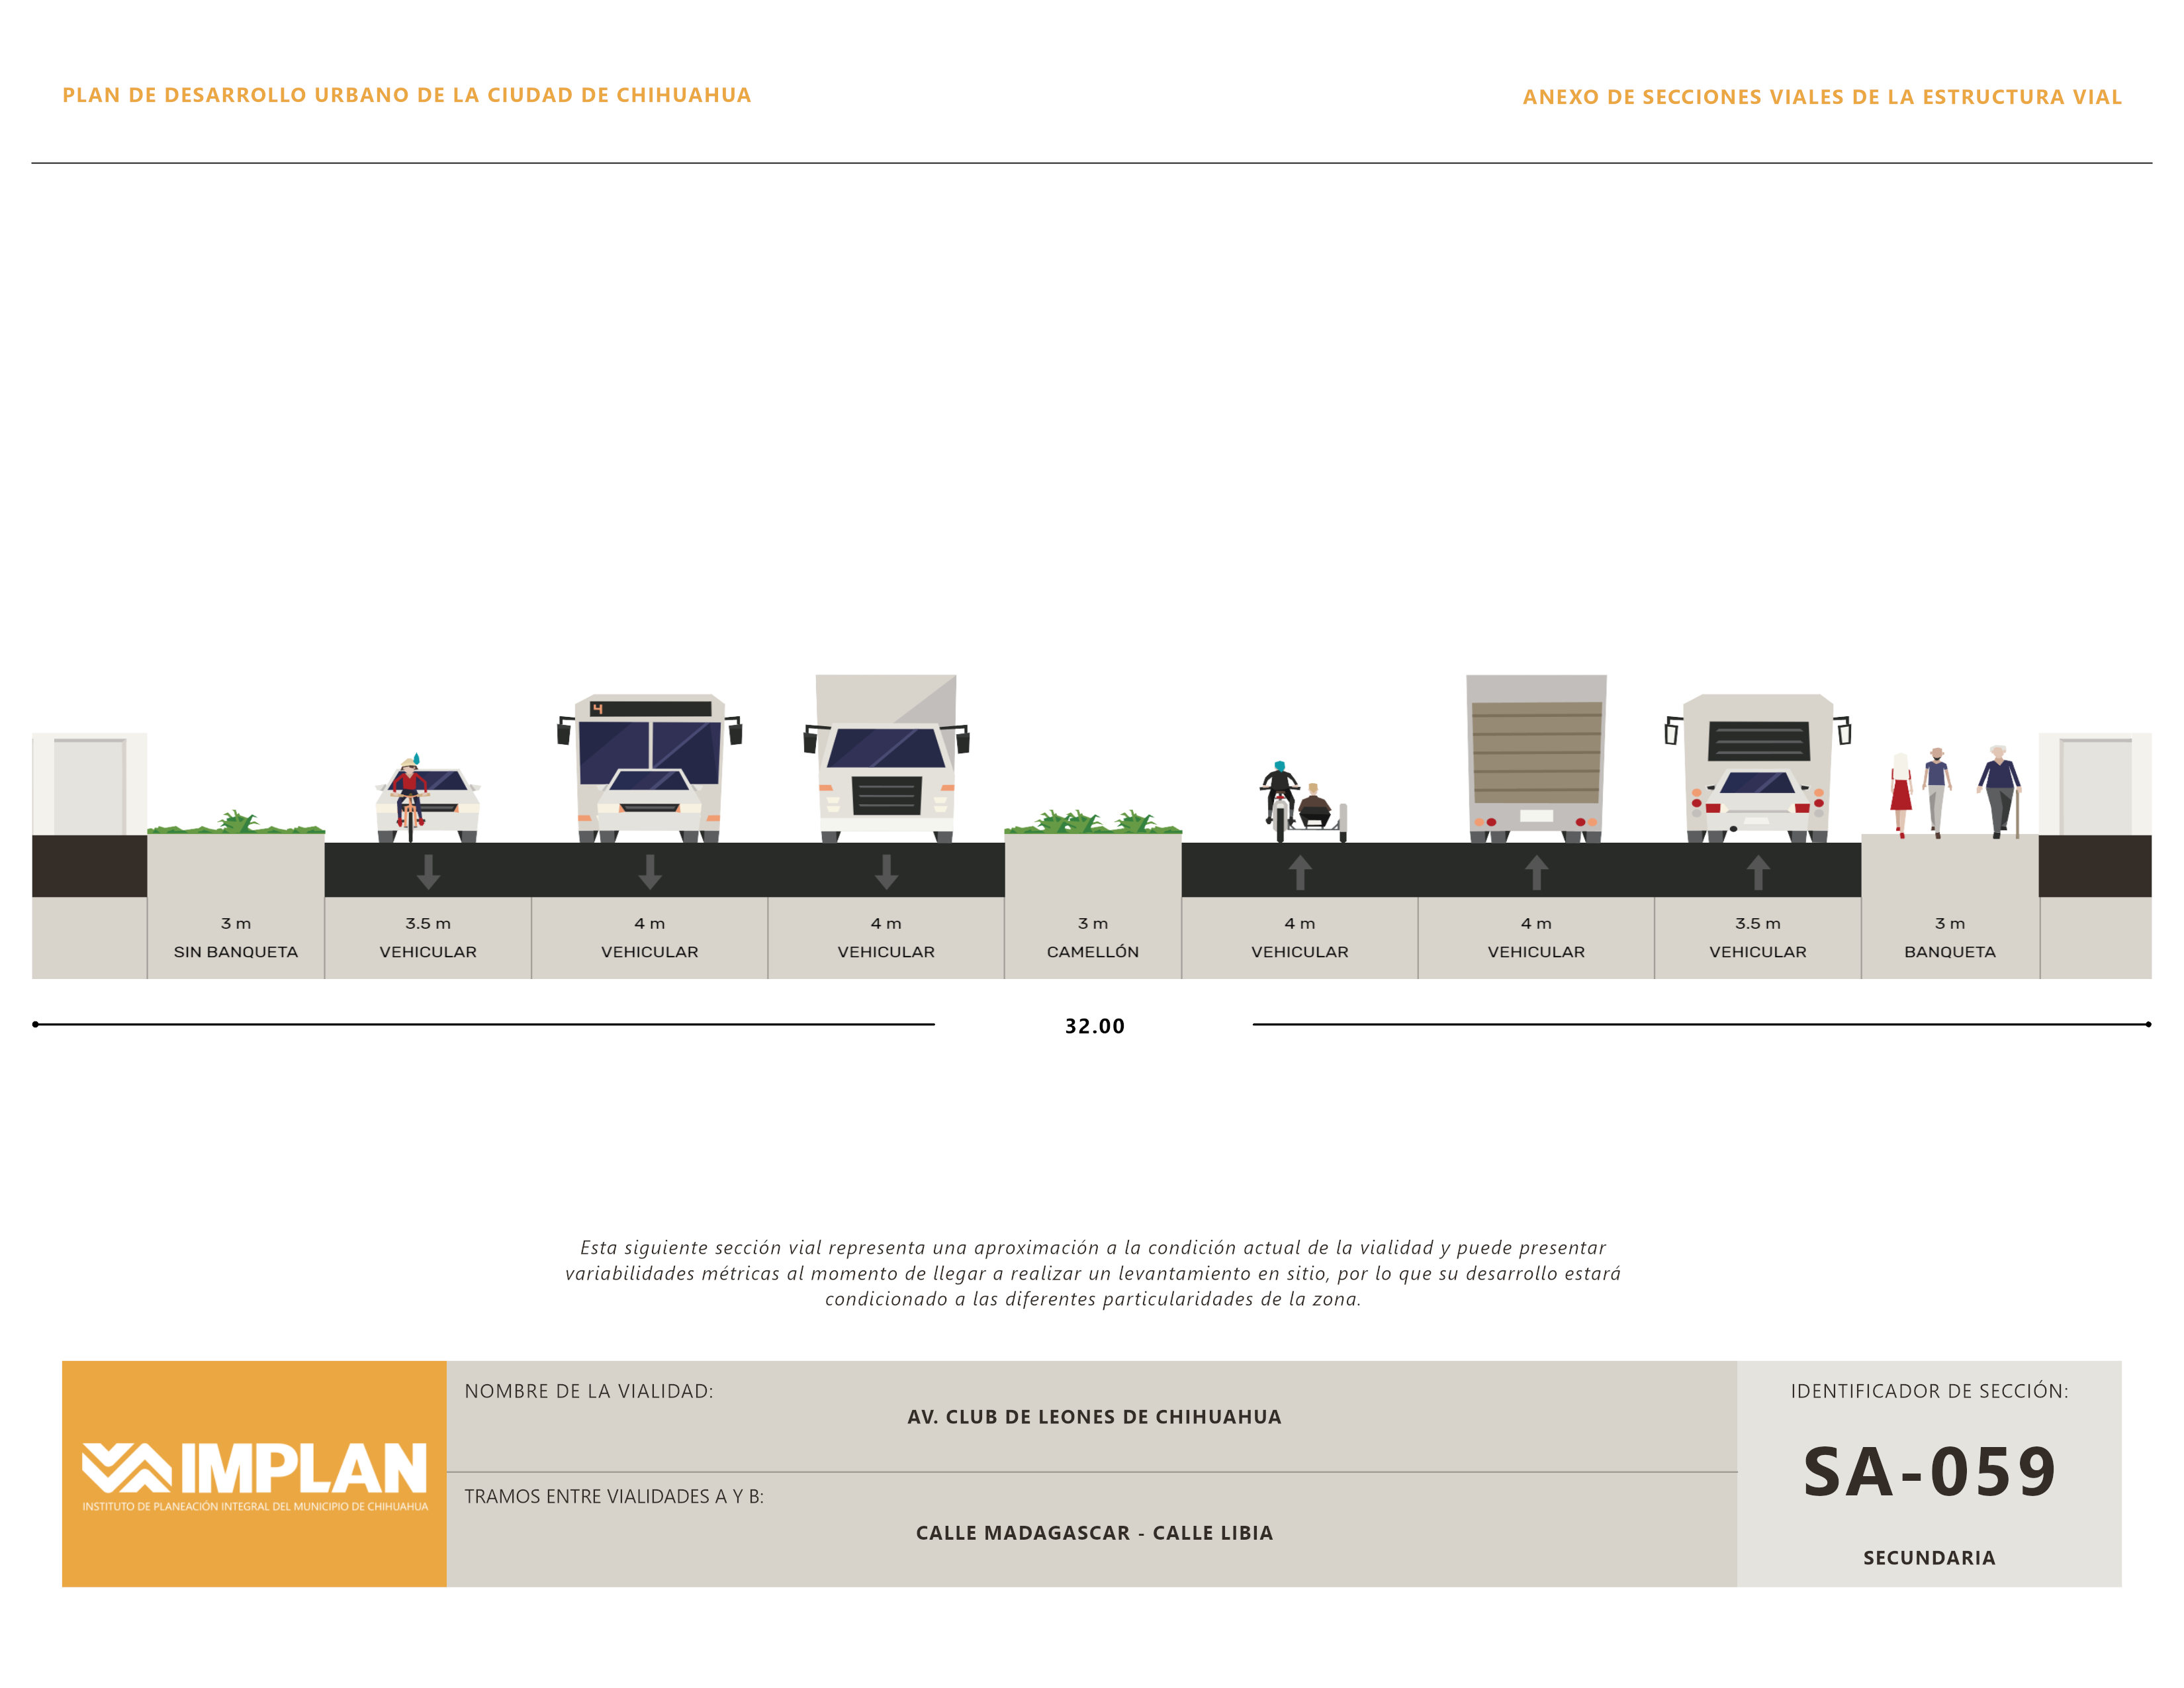 PLAN DE DESARROLLO URBANO DE LA CIUDAD DE CHIHUAHUA
ANEXO DE SECCIONES VIALES DE LA ESTRUCTURA VIAL
4
3 m
SIN BANQUETA
3.5 m
VEHICULAR
4 m
VEHICULAR
4 m
VEHICULAR
3 m
CAMELLÓN
4 m
VEHICULAR
4 m
VEHICULAR
3.5 m
VEHICULAR
3 m
BANQUETA
32.00
Esta siguiente sección vial representa una aproximación a la condición actual de la vialidad y puede presentar
variabilidades métricas al momento de llegar a realizar un levantamiento en sitio, por lo que su desarrollo estará
condicionado a las diferentes particularidades de la zona.
IMPLAN
INSTITUTO DE PLANEACIÓN INTEGRAL DEL MUNICIPIO DE CHIHUAHUA
NOMBRE DE LA VIALIDAD:
AV. CLUB DE LEONES DE CHIHUAHUA
TRAMOS ENTRE VIALIDADES A Y B:
CALLE MADAGASCAR - CALLE LIBIA
IDENTIFICADOR DE SECCIÓN:
SA-059
SECUNDARIA